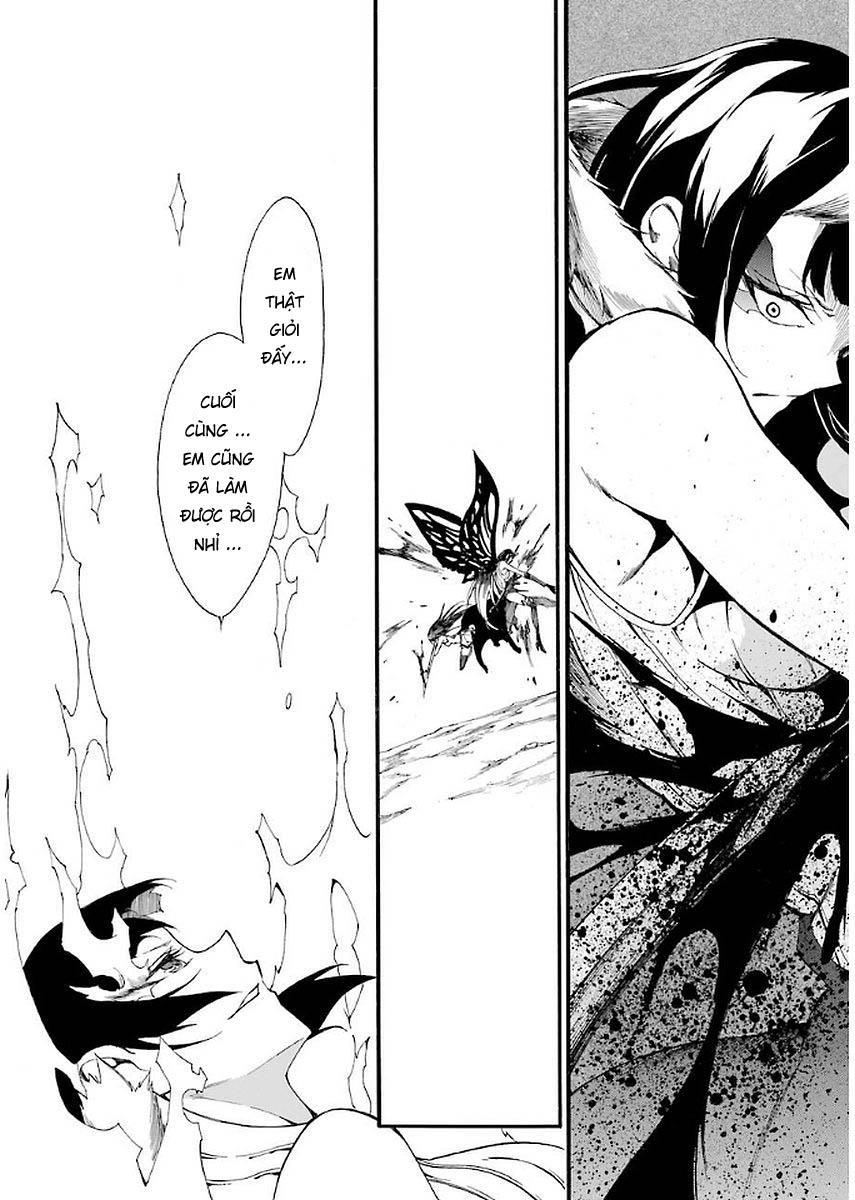 EM
THẬT
GIỎI
ĐẤY...
CUỐI
CÙNG ...
EM CŨNG
ĐÃ LÀM
ĐƯỢC RỒI
NHỈ ...